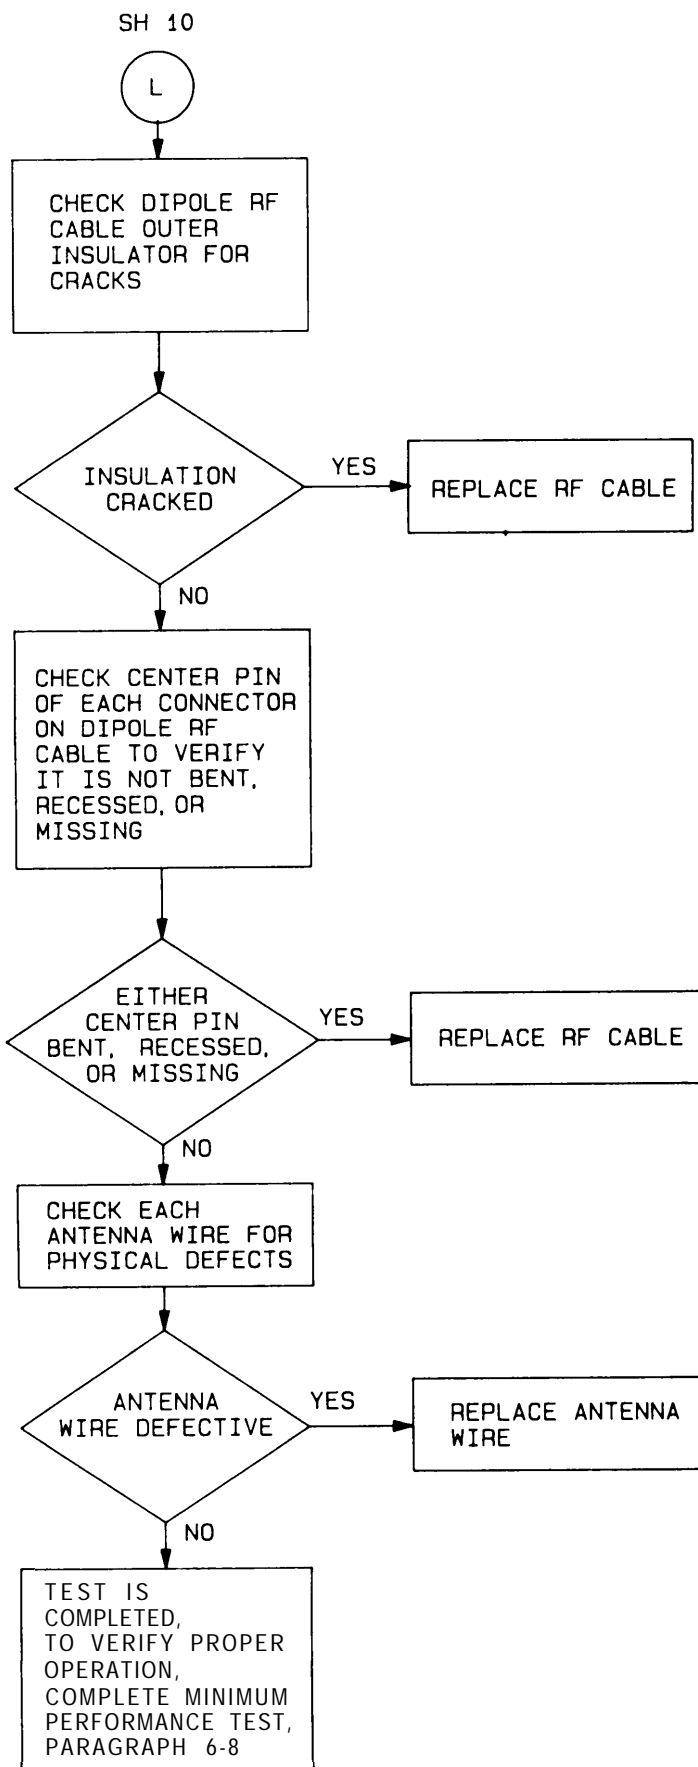 SH 10
L
CHECK DIPOLE RF
CABLE OUTER
INSULATOR FOR
CRACKS
INSULATION
CRACKED
YES
REPLACE RF CABLE
NO
CHECK CENTER PIN
OF EACH CONNECTOR
ON DIPOLE RF
CABLE TO VERIFY
IT IS NOT BENT,
RECESSED, OR
MISSING
EITHER
CENTER PIN
BENT, RECESSED,
OR MISSING
YES
REPLACE RF CABLE
NO
CHECK EACH
ANTENNA WIRE FOR
PHYSICAL DEFECTS
ANTENNA
WIRE DEFECTIVE
YES
REPLACE ANTENNA
WIRE
NO
TEST IS
COMPLETED,
TO VERIFY PROPER
OPERATION,
COMPLETE MINIMUM
PERFORMANCE TEST,
PARAGRAPH 6-8